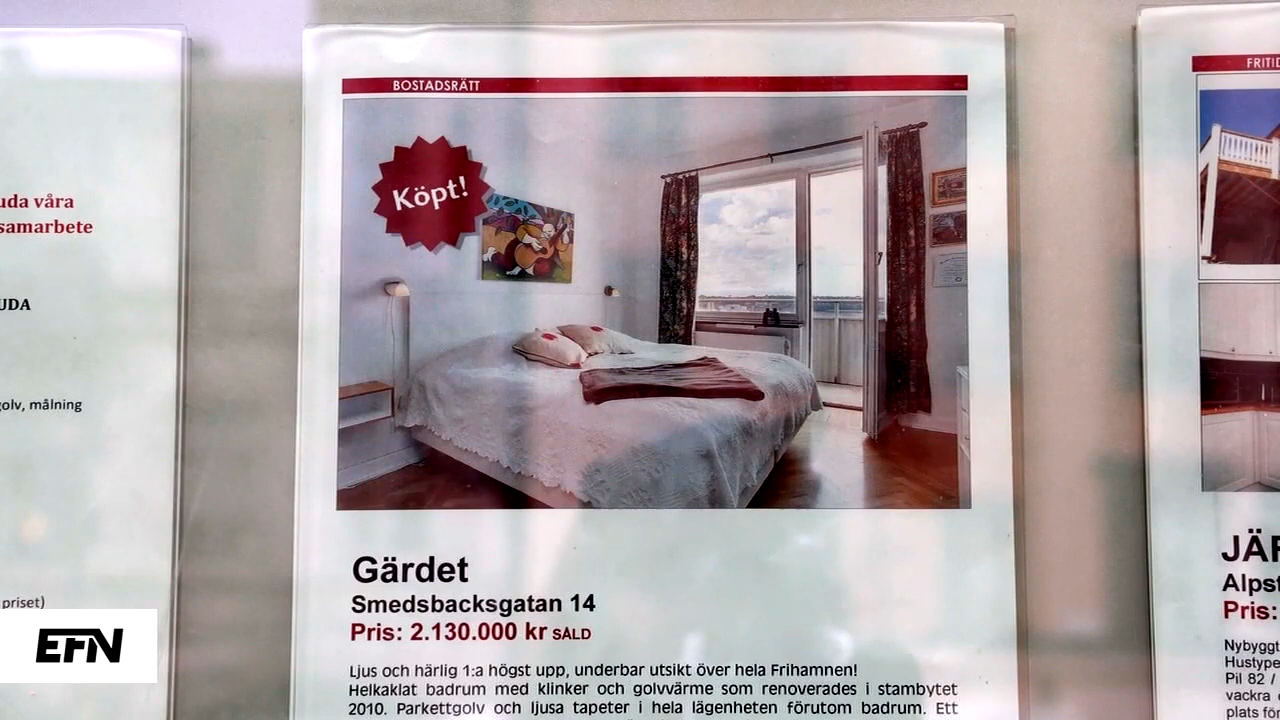 uda våra
samarbete
UDA
golv, målning
priset)
EFN
BOSTADSRÄTT
Köpt!
Gärdet
Smedsbacksgatan 14
Pris: 2.130.000 kr SÅLD
Ljus och härlig 1:a högst upp, underbar utsikt över hela Frihamnen!
Helkaklat badrum med klinker och golvvärme som renoverades i stambytet
2010. Parkettgolv och ljusa tapeter i hela lägenheten förutom badrum. Ett
FRITID
JÄR
Alpst
Pris:
Nybyggt
Hustype
Pil 82 /
vackra
plats för